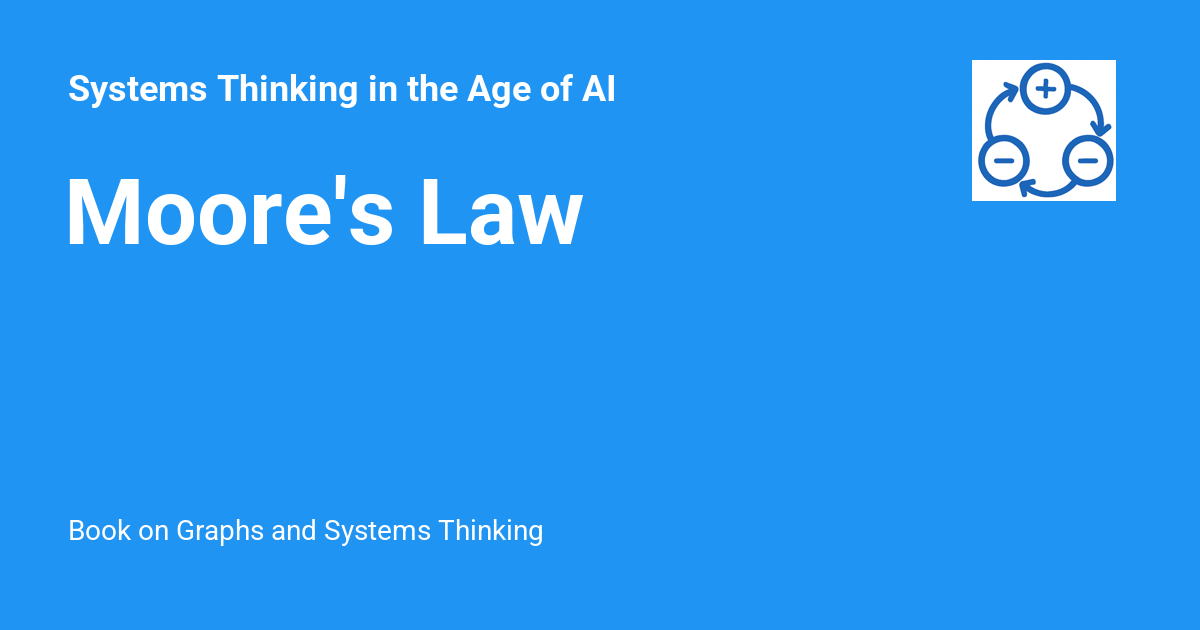 Systems Thinking in the Age of AI
Moore's Law
Book on Graphs and Systems Thinking